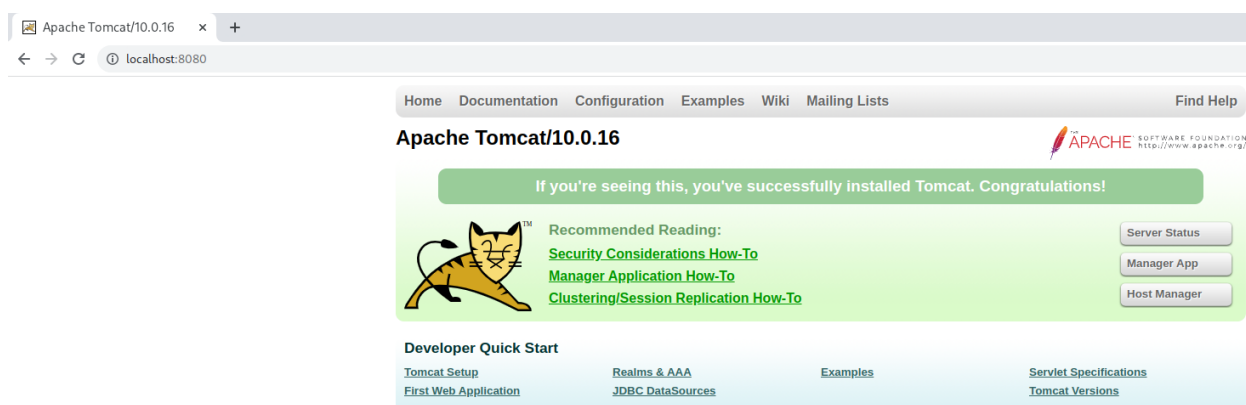 Apache Tomcat/10.0.16
localhost:8080
Home Documentation Configuration Examples Wiki Mailing Lists Find Help
Apache Tomcat/10.0.16
THE
APACHE SOFTWARE FOUNDATION
http://www.apache.org/
If you're seeing this, you've successfully installed Tomcat. Congratulations!
TM
Recommended Reading:
Security Considerations How-To
Manager Application How-To
Clustering/Session Replication How-To
Server Status
Manager App
Host Manager
Developer Quick Start
Tomcat Setup Realms & AAA Examples Servlet Specifications
First Web Application JDBC DataSources Tomcat Versions